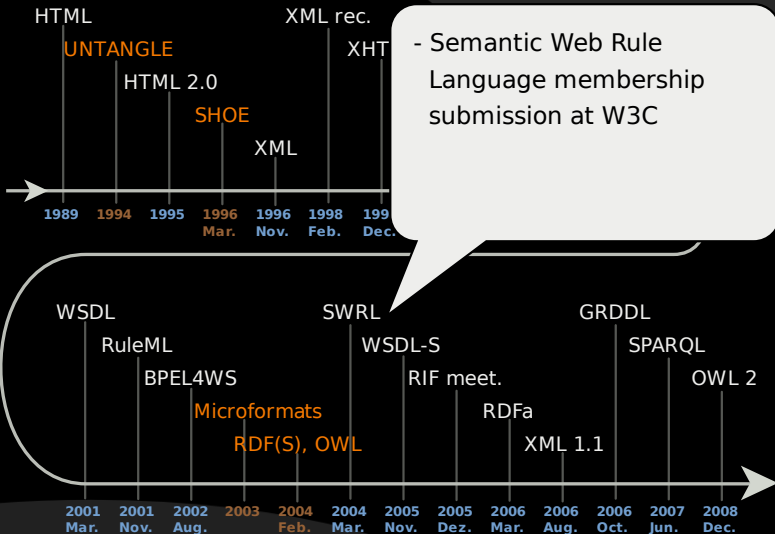 HTML
XML rec.
UNTANGLE
XHT
HTML 2.0
SHOE
XML
1989 1994 1995 1996 1996 1998 199
Mar. Nov. Feb. Dec.
- Semantic Web Rule
Language membership
submission at W3C
WSDL SWRL GRDDL
RuleML WSDL-S SPARQL
BPEL4WS RIF meet. OWL 2
Microformats RDFa
RDF(S), OWL XML 1.1
2001 2001 2002 2003 2004 2004 2005 2005 2006 2006 2006 2007 2008
Mar. Nov. Aug. Feb. Mar. Nov. Dez. Mar. Aug. Oct. Jun. Dec.